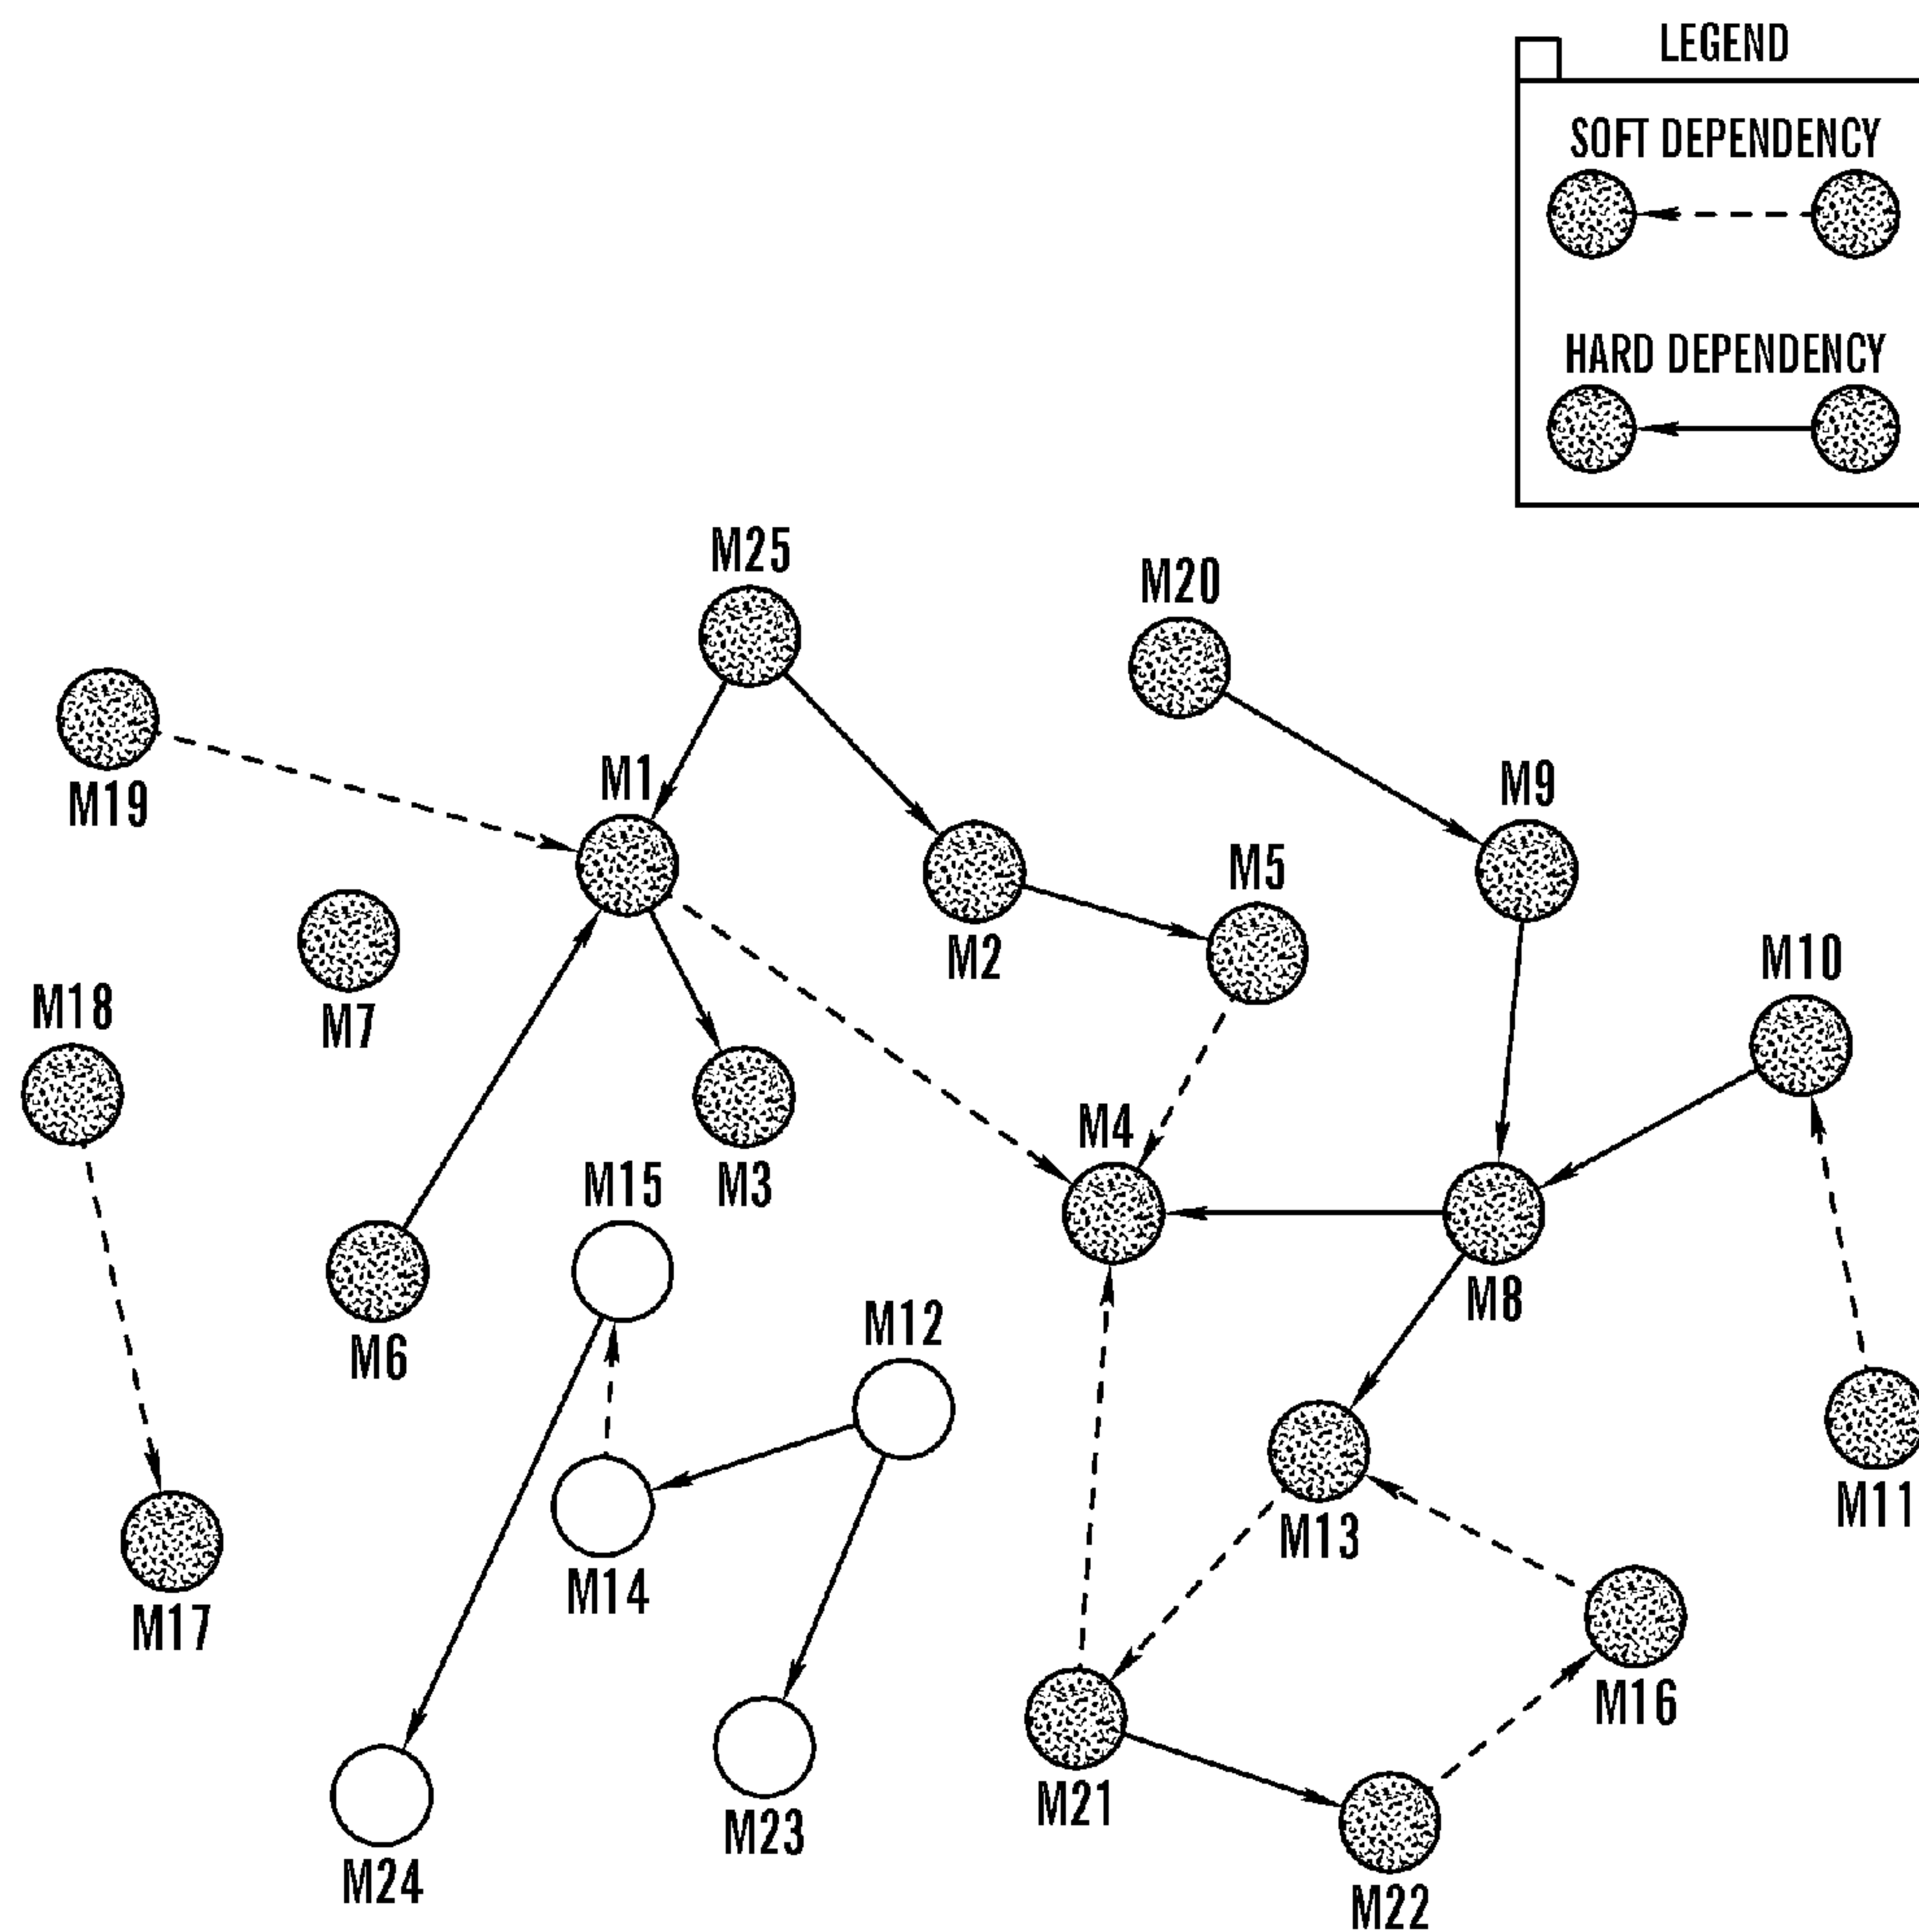 LEGEND
SOFT DEPENDENCY
HARD DEPENDENCY
M25
M20
M19
M1
M9
M5
M2
M10
M7
M18
M4
M3
M15
M8
M12
M6
M11
M13
M14
M17
M16
M21
M23
M24
M22